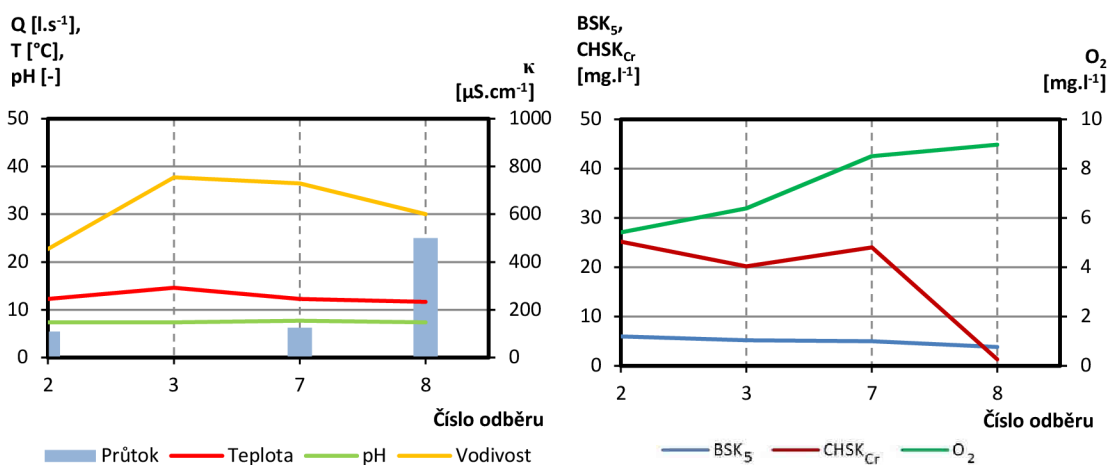 Q [l.s⁻¹],
T [°C],
pH [-]
κ
[µS.cm⁻¹]
50
40
30
20
10
0
1000
800
600
400
200
0
2 3 7 8
Číslo odběru
Průtok Teplota pH Vodivost
BSK₅,
CHSK_Cr
[mg.l⁻¹]
O₂
[mg.l⁻¹]
50
40
30
20
10
0
10
8
6
4
2
0
2 3 7 8
Číslo odběru
BSK₅ CHSK_Cr O₂